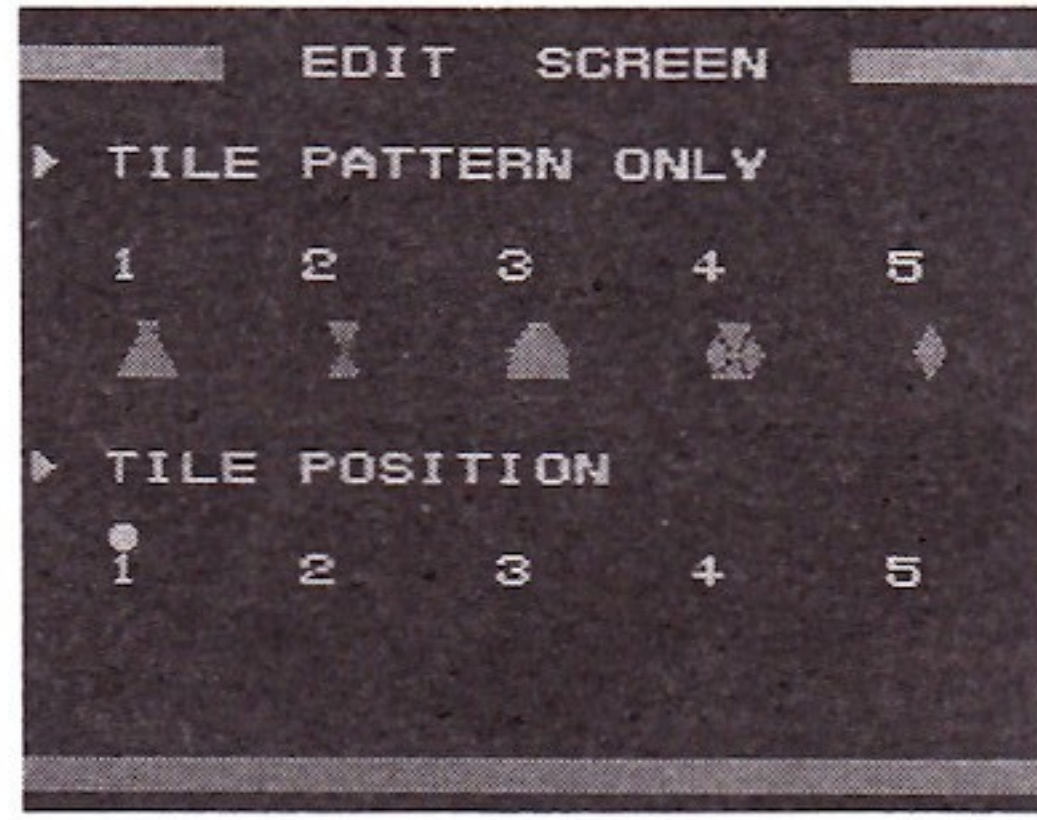 EDIT SCREEN
TILE PATTERN ONLY
1 2 3 4 5
TILE POSITION
1 2 3 4 5